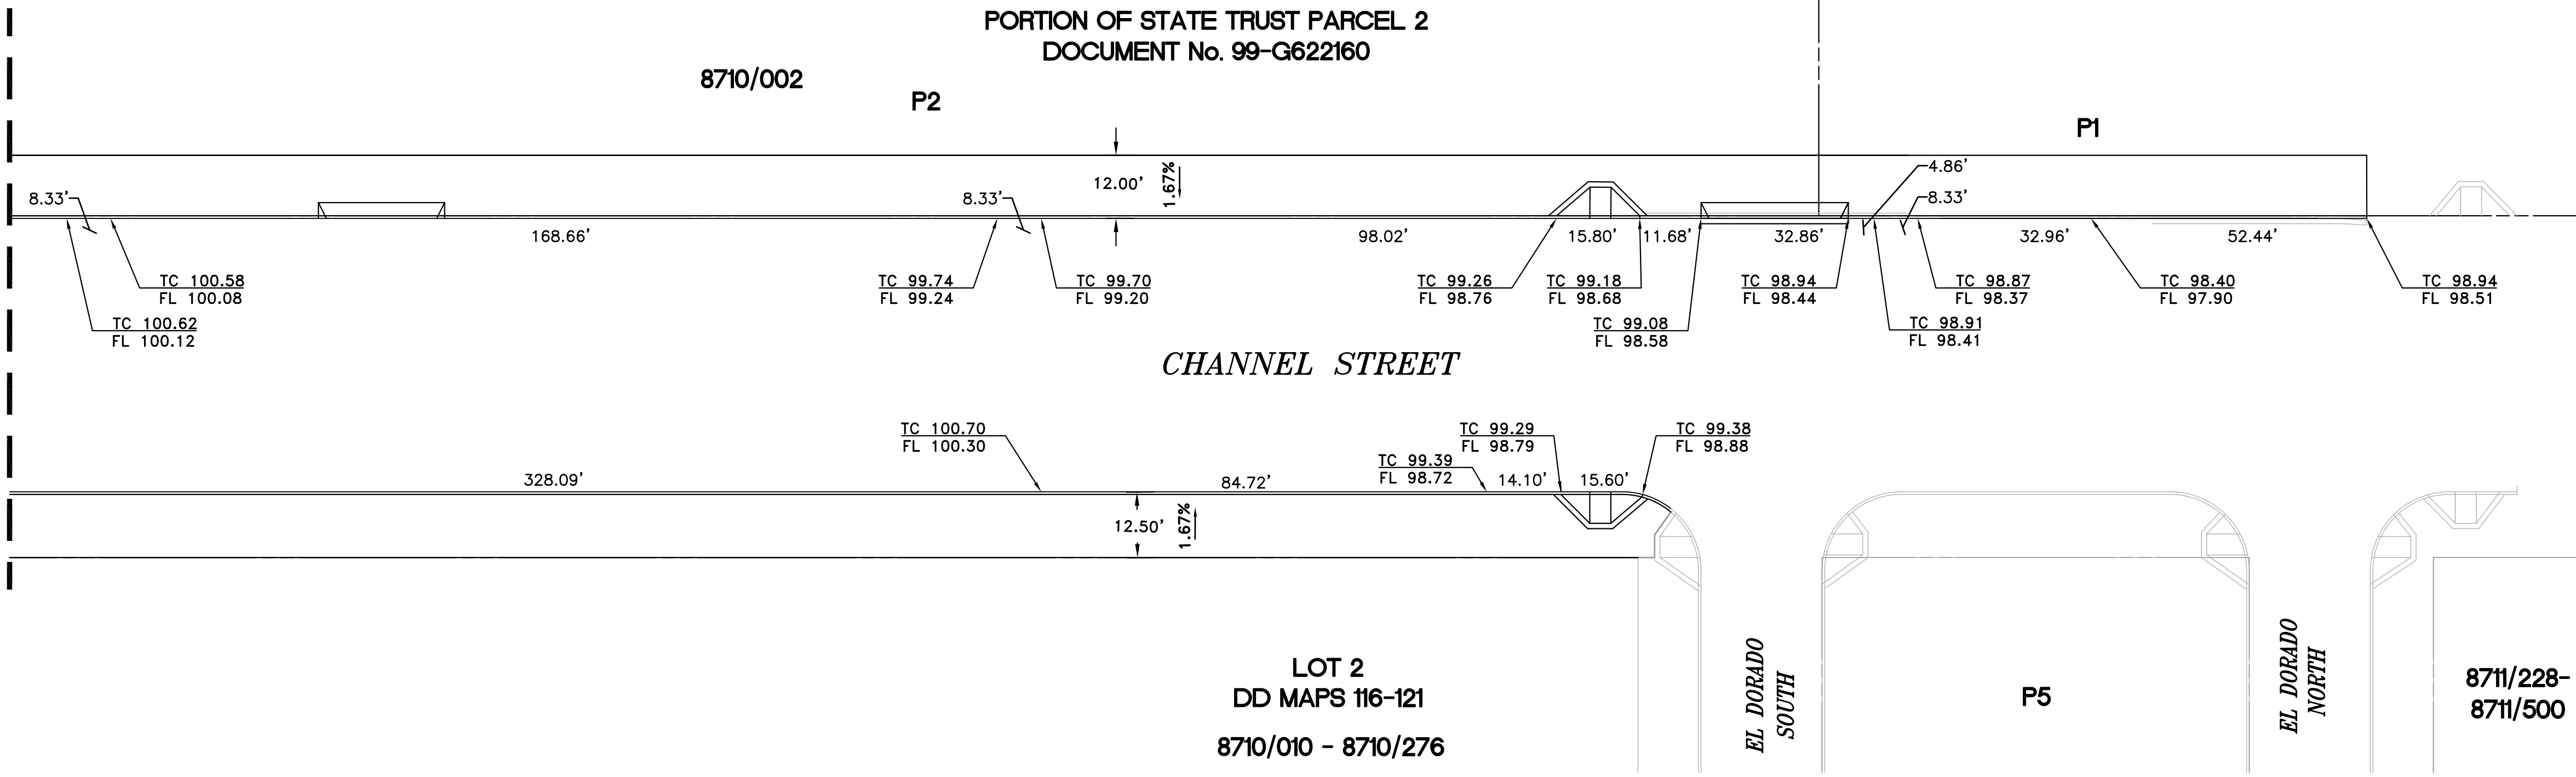 PORTION OF STATE TRUST PARCEL 2
DOCUMENT No. 99-G622160
8710/002
P2
P1
8.33'
8.33'
12.00'
1.67%
4.86'
8.33'
168.66'
98.02'
15.80'
11.68'
32.86'
32.96'
52.44'
TC 100.58
FL 100.08
TC 100.62
FL 100.12
TC 99.74
FL 99.24
TC 99.70
FL 99.20
TC 99.26
FL 98.76
TC 99.18
FL 98.68
TC 99.08
FL 98.58
TC 98.94
FL 98.44
TC 98.91
FL 98.41
TC 98.87
FL 98.37
TC 98.40
FL 97.90
TC 98.94
FL 98.51
CHANNEL STREET
TC 100.70
FL 100.30
TC 99.39
FL 98.72
TC 99.29
FL 98.79
TC 99.38
FL 98.88
328.09'
84.72'
14.10'
15.60'
12.50'
1.67%
LOT 2
DD MAPS 116-121
8710/010 - 8710/276
EL DORADO
SOUTH
P5
EL DORADO
NORTH
8711/228-
8711/500